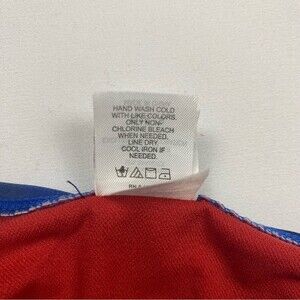 HAND WASH COLD
WITH LIKE COLORS.
ONLY NON-
CHLORINE BLEACH
WHEN NEEDED.
LINE DRY.
COOL IRON IF
NEEDED.